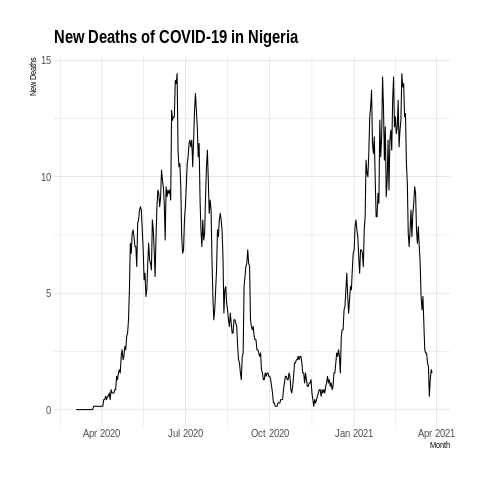 New Deaths of COVID-19 in Nigeria
New Deaths
15
10
5
0
Apr 2020 Jul 2020 Oct 2020 Jan 2021 Apr 2021
Month